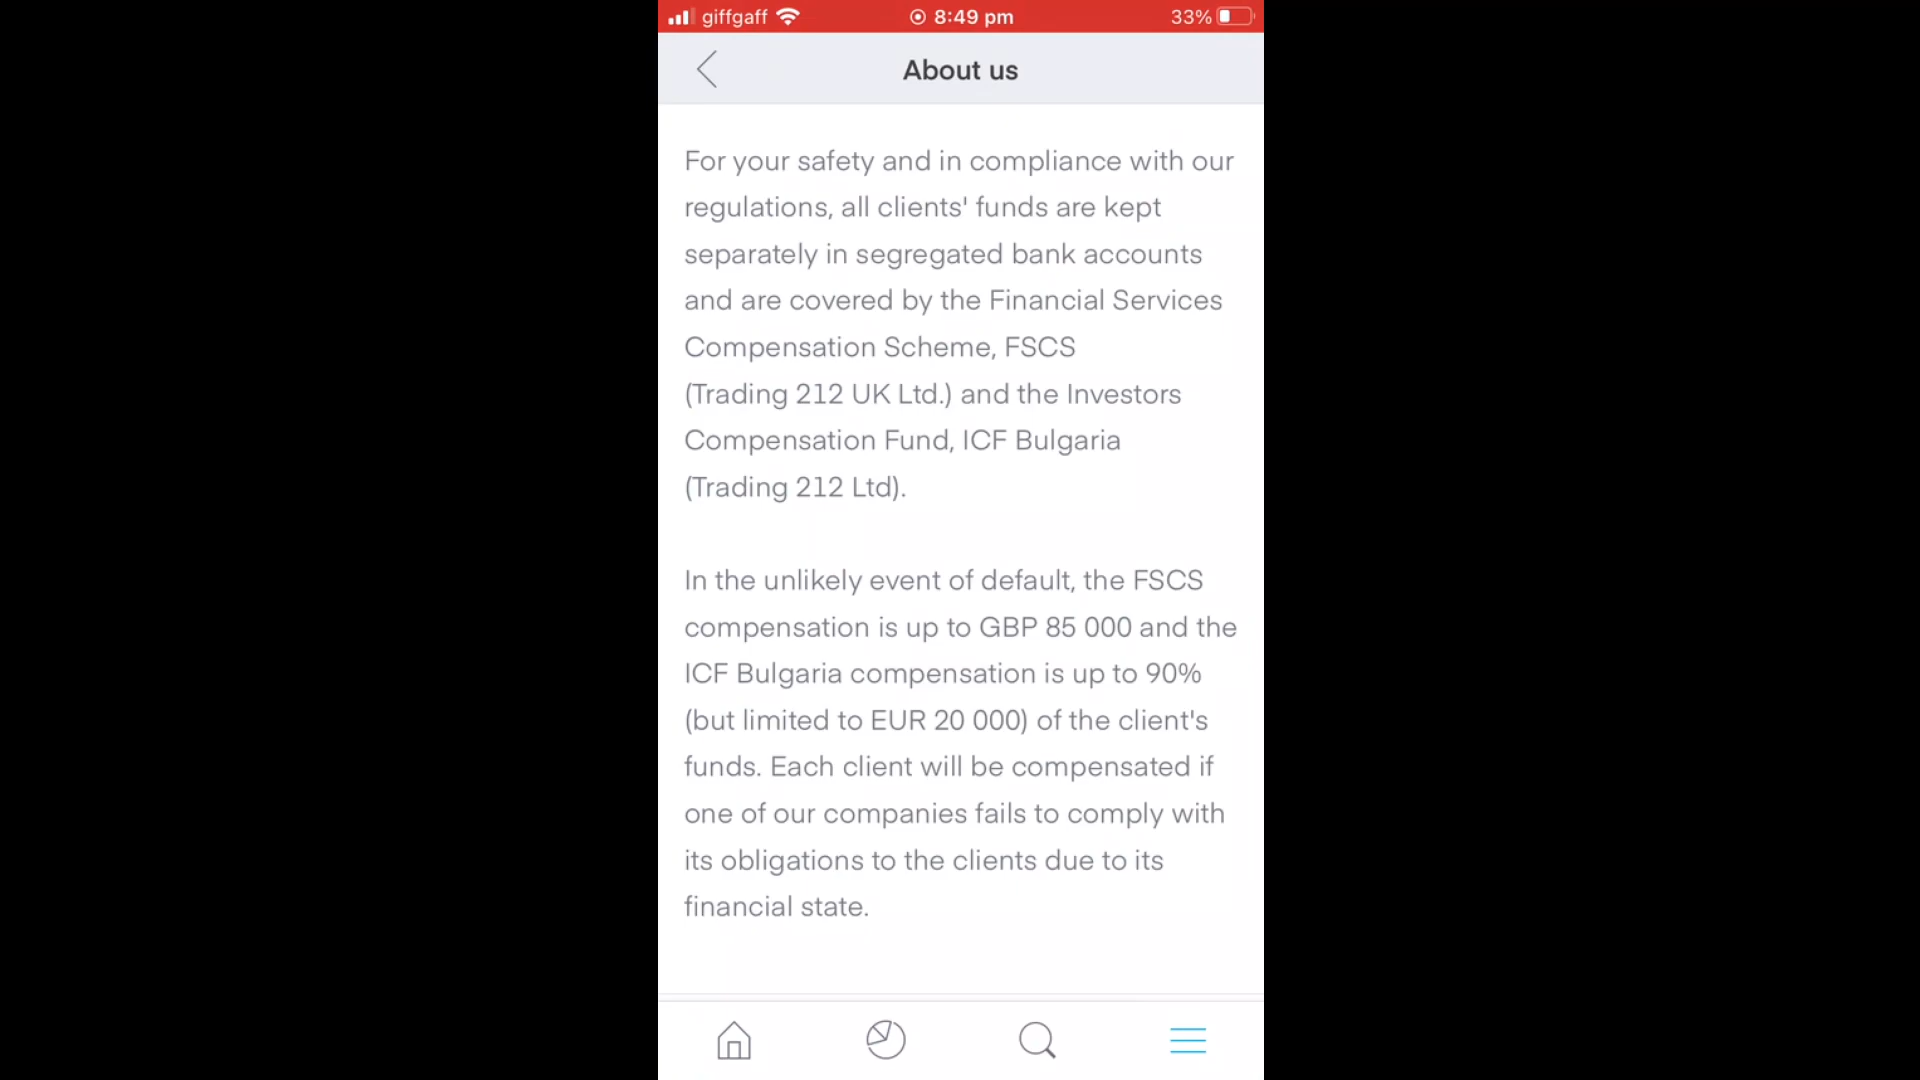 giffgaff 8:49 pm 33%
About us
For your safety and in compliance with our
regulations, all clients' funds are kept
separately in segregated bank accounts
and are covered by the Financial Services
Compensation Scheme, FSCS
(Trading 212 UK Ltd.) and the Investors
Compensation Fund, ICF Bulgaria
(Trading 212 Ltd).
In the unlikely event of default, the FSCS
compensation is up to GBP 85 000 and the
ICF Bulgaria compensation is up to 90%
(but limited to EUR 20 000) of the client's
funds. Each client will be compensated if
one of our companies fails to comply with
its obligations to the clients due to its
financial state.